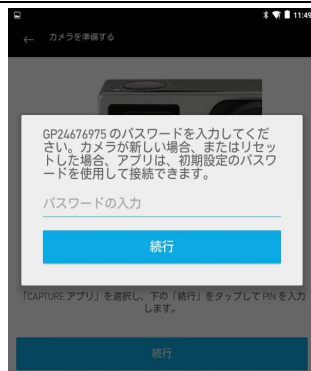 11:49
カメラを準備する
GP24676975 のパスワードを入力してくだ
さい。カメラが新しい場合、またはリセッ
トした場合、アプリは、初期設定のパスワ
ードを使用して接続できます。
パスワードの入力
続行
「CAPTURE アプリ」を選択し、下の「続行」をタップして PIN を入力
します。
続行